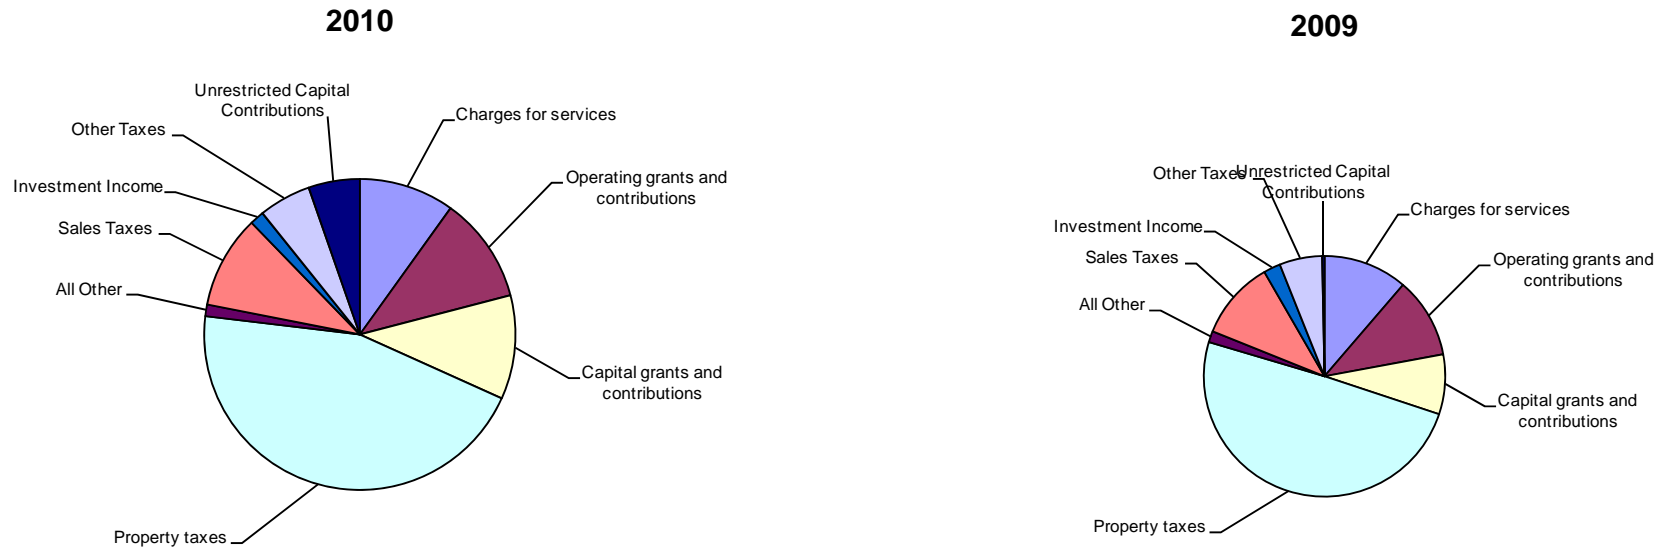 2010
Unrestricted Capital
Contributions
Charges for services
Other Taxes
Operating grants and
contributions
Investment Income
Sales Taxes
All Other
Capital grants and
contributions
Property taxes
2009
Other Taxes
Unrestricted Capital
Contributions
Charges for services
Investment Income
Sales Taxes
Operating grants and
contributions
All Other
Capital grants and
contributions
Property taxes